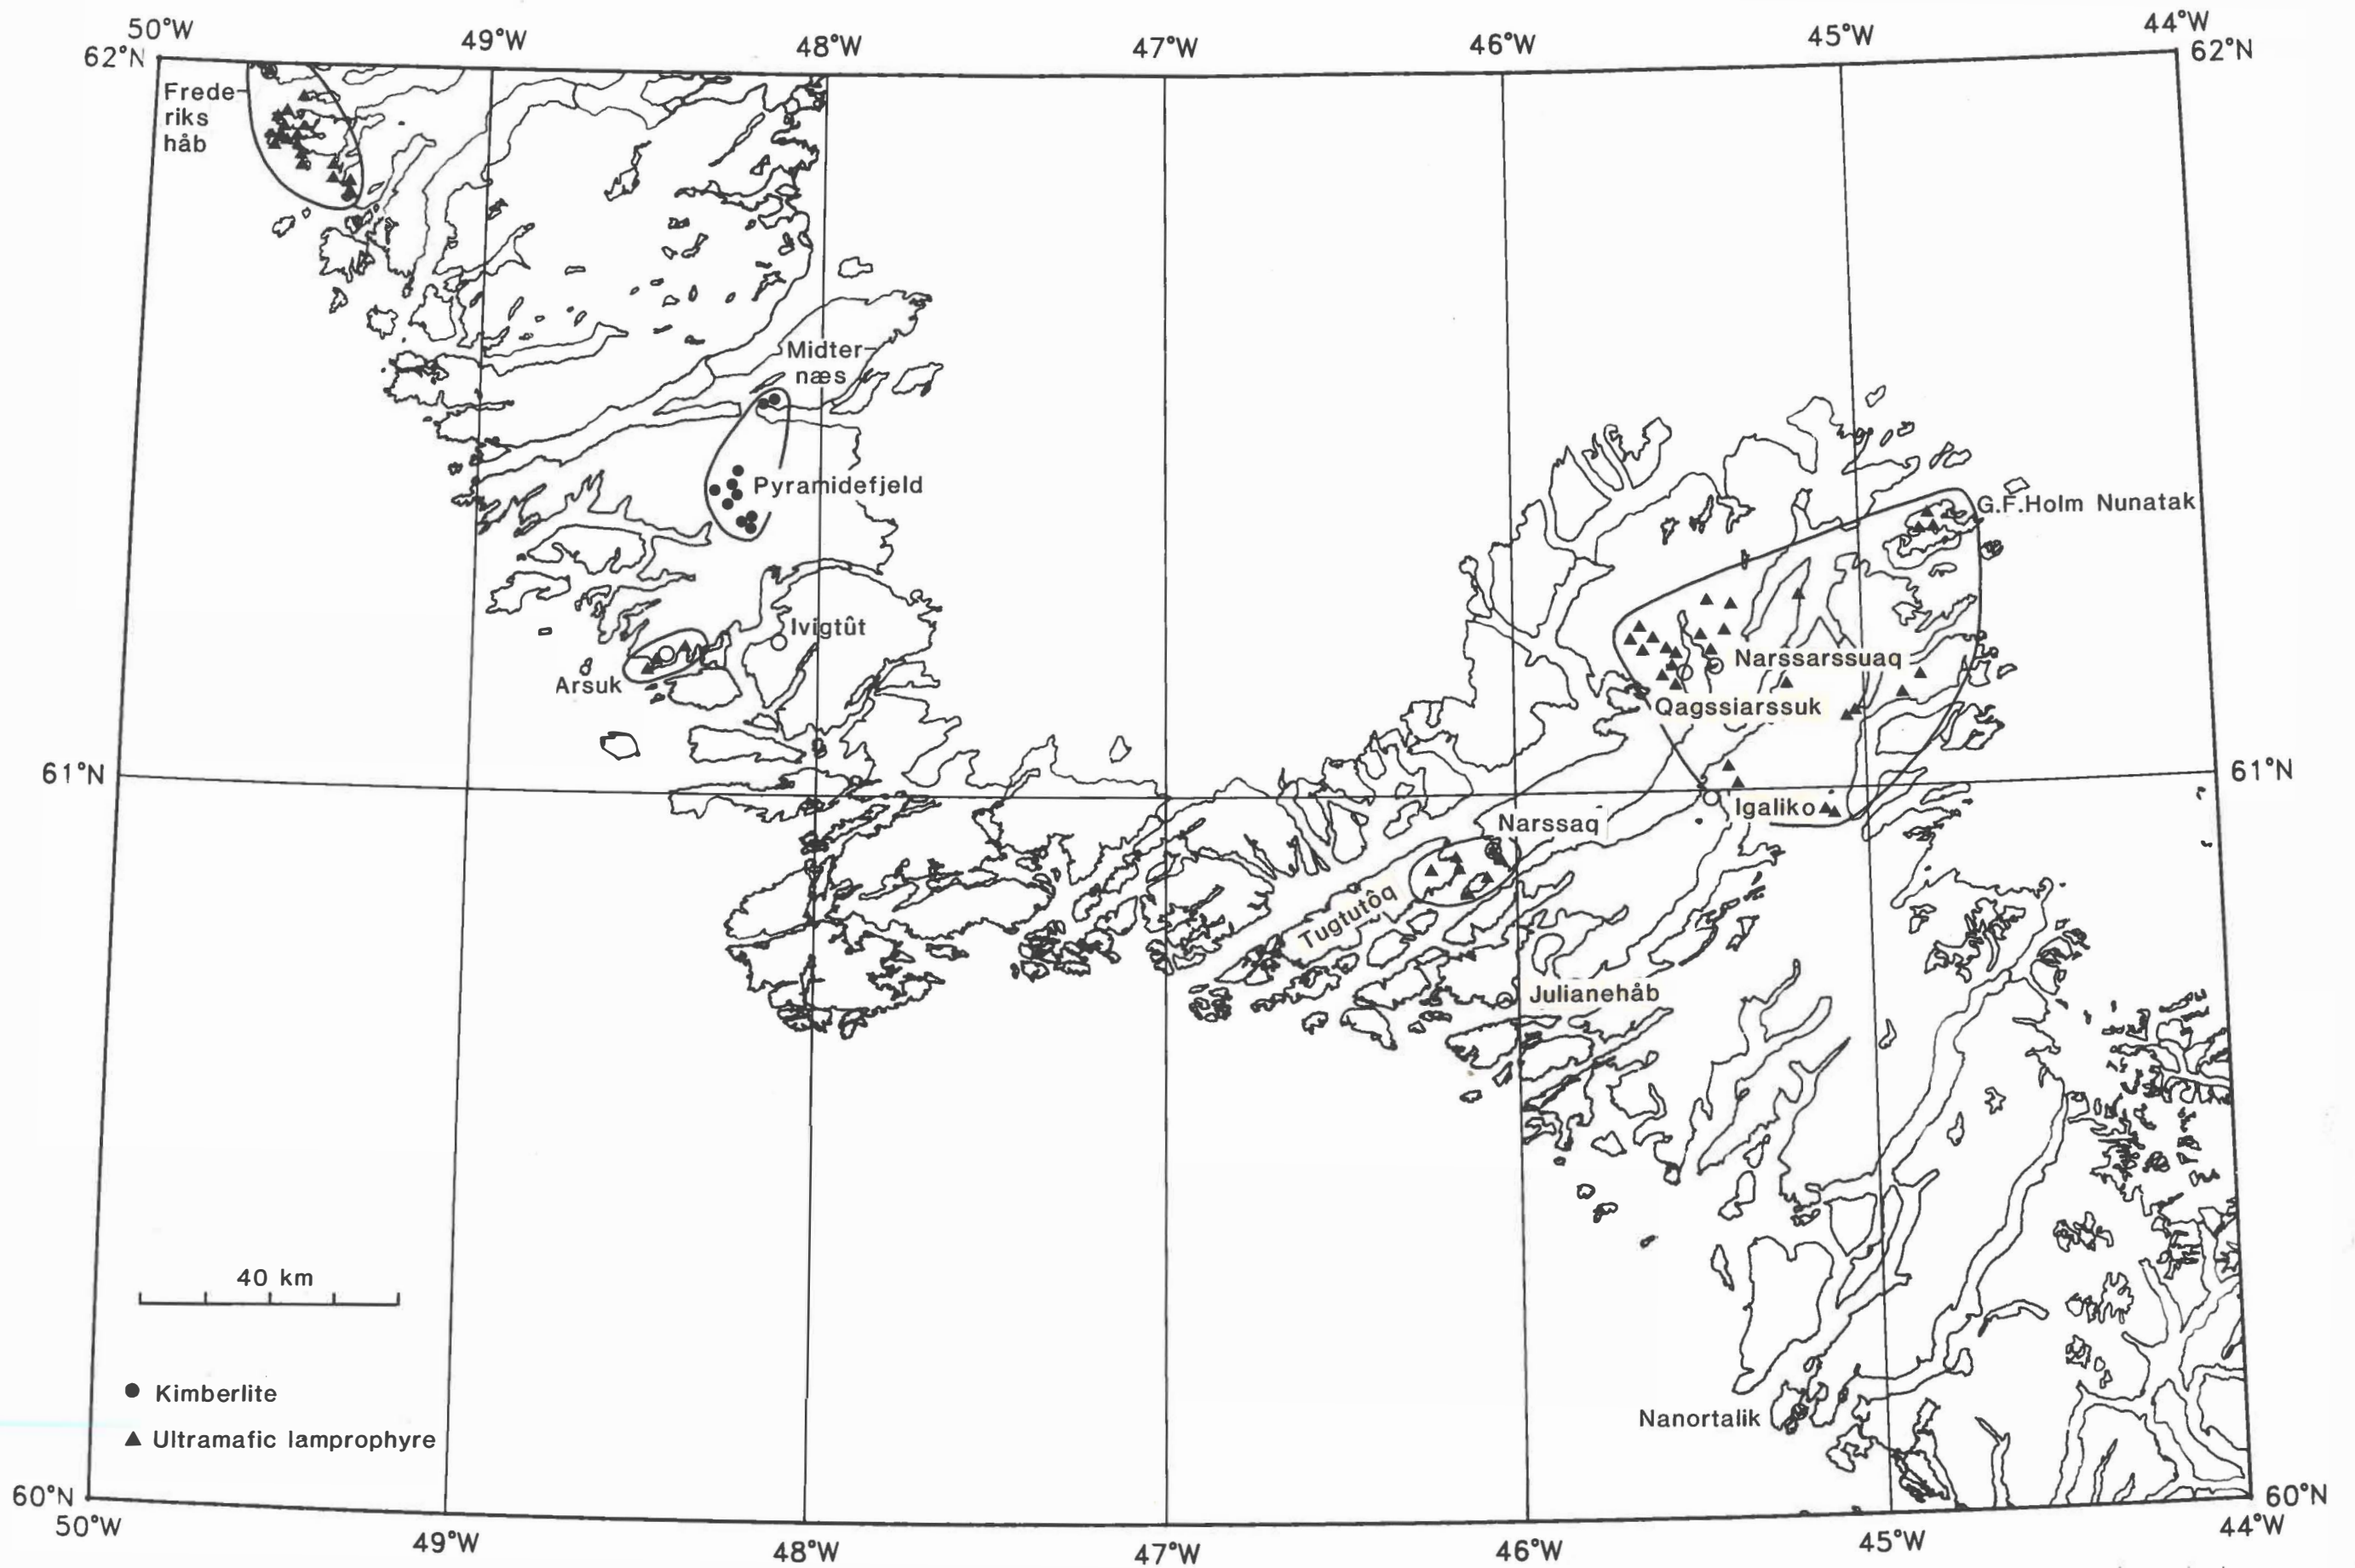 50°W
49°W
48°W
47°W
46°W
45°W
44°W
62°N
62°N
Frede-
riks
håb
Midter-
næs
Pyramidefjeld
G.F.Holm Nunatak
Ivigtût
Arsuk
Narssarssuaq
Qagssiarssuk
61°N
61°N
Igaliko
Narssaq
Tugtutôq
Julianehåb
40 km
Kimberlite
Nanortalik
Ultramafic lamprophyre
60°N
60°N
50°W
49°W
48°W
47°W
46°W
45°W
44°W